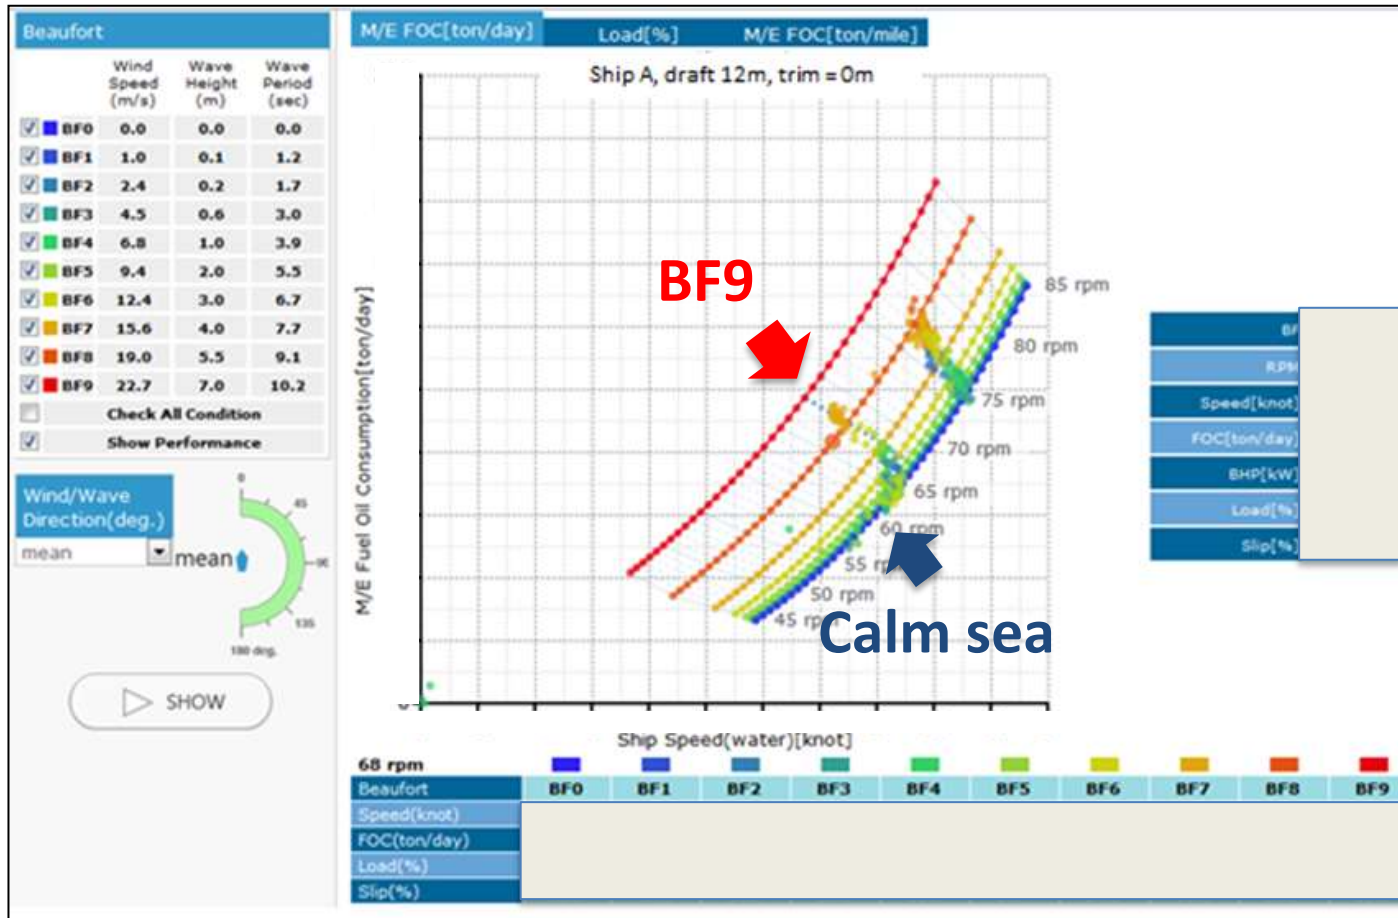 Beaufort
Wind Speed (m/s) Wave Height (m) Wave Period (sec)
BF0 0.0 0.0 0.0
BF1 1.0 0.1 1.2
BF2 2.4 0.2 1.7
BF3 4.5 0.6 3.0
BF4 6.8 1.0 3.9
BF5 9.4 2.0 5.5
BF6 12.4 3.0 6.7
BF7 15.6 4.0 7.7
BF8 19.0 5.5 9.1
BF9 22.7 7.0 10.2
Check All Condition
Show Performance
Wind/Wave
Direction(deg.)
mean
mean
0
45
90
135
180 deg.
SHOW
M/E FOC[ton/day] Load[%] M/E FOC[ton/mile]
Ship A, draft 12m, trim = 0m
M/E Fuel Oil Consumption[ton/day]
BF9
85 rpm
80 rpm
75 rpm
70 rpm
65 rpm
60 rpm
55 rp
50 rpm
45 rp
Calm sea
0
Ship Speed(water)[knot]
BF
RPM
Speed[knot]
FOC[ton/day]
BHP[kW]
Load[%]
Slip[%]
68 rpm
Beaufort BF0 BF1 BF2 BF3 BF4 BF5 BF6 BF7 BF8 BF9
Speed(knot)
FOC(ton/day)
Load(%)
Slip(%)